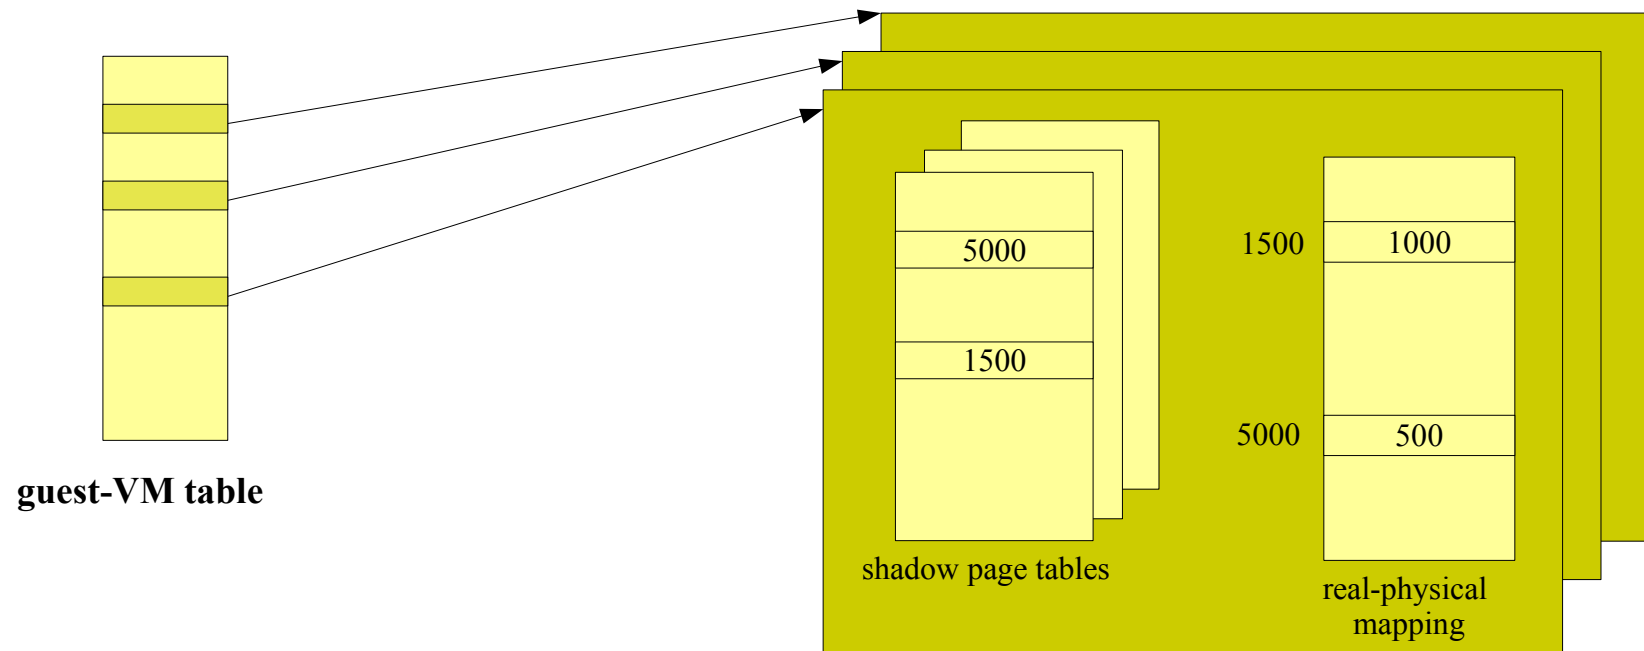 guest-VM table
5000
1500
shadow page tables
1500 1000
5000 500
real-physical
mapping